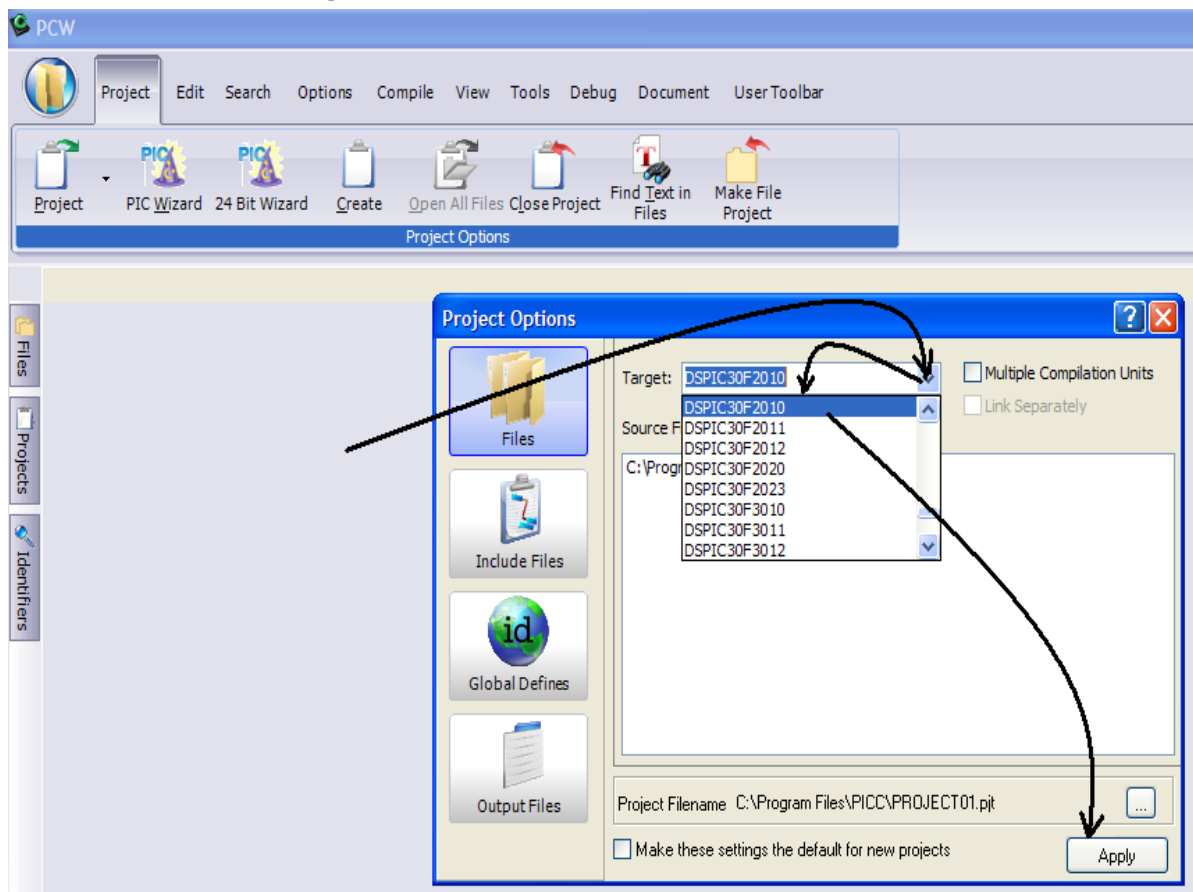 PCW
Project Edit Search Options Compile View Tools Debug Document User Toolbar
Project PIC Wizard 24 Bit Wizard Create Open All Files Close Project Find Text in Files Make File Project
Project Options
Files
Projects
Identifiers
Project Options
Files
Include Files
Global Defines
Output Files
Target: DSPIC30F2010
Multiple Compilation Units
Link Separately
DSPIC30F2010
Source F
DSPIC30F2011
DSPIC30F2012
C:\Progr
DSPIC30F2020
DSPIC30F2023
DSPIC30F3010
DSPIC30F3011
DSPIC30F3012
Project Filename C:\Program Files\PICC\PROJECT01.pjt
...
Make these settings the default for new projects
Apply